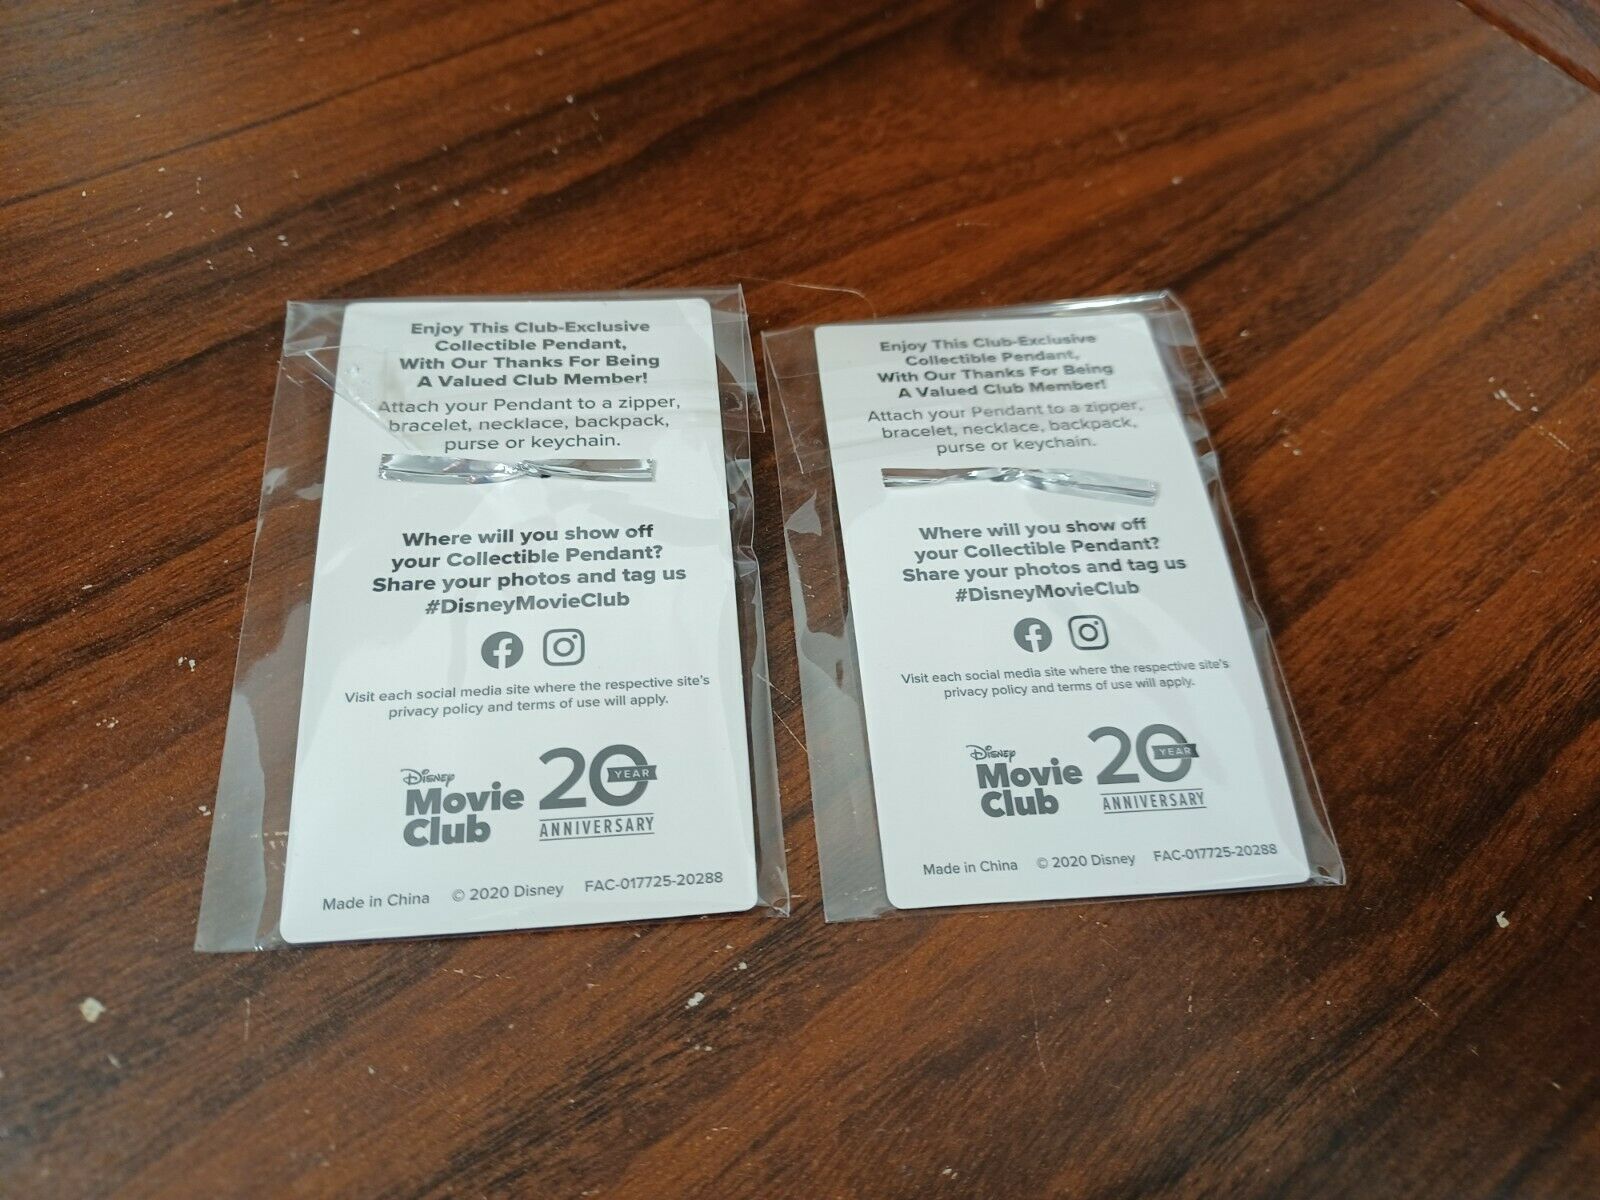 Enjoy This Club-Exclusive
Collectible Pendant,
With Our Thanks For Being
A Valued Club Member!
Attach your Pendant to a zipper,
bracelet, necklace, backpack,
purse or keychain.
Where will you show off
your Collectible Pendant?
Share your photos and tag us
#DisneyMovieClub
Visit each social media site where the respective site's
privacy policy and terms of use will apply.
Disney
Movie
Club
20
YEAR
ANNIVERSARY
Made in China © 2020 Disney FAC-017725-20288
Enjoy This Club-Exclusive
Collectible Pendant,
With Our Thanks For Being
A Valued Club Member!
Attach your Pendant to a zipper,
bracelet, necklace, backpack,
purse or keychain.
Where will you show off
your Collectible Pendant?
Share your photos and tag us
#DisneyMovieClub
Visit each social media site where the respective site's
privacy policy and terms of use will apply.
Disney
Movie
Club
20
YEAR
ANNIVERSARY
Made in China © 2020 Disney FAC-017725-20288